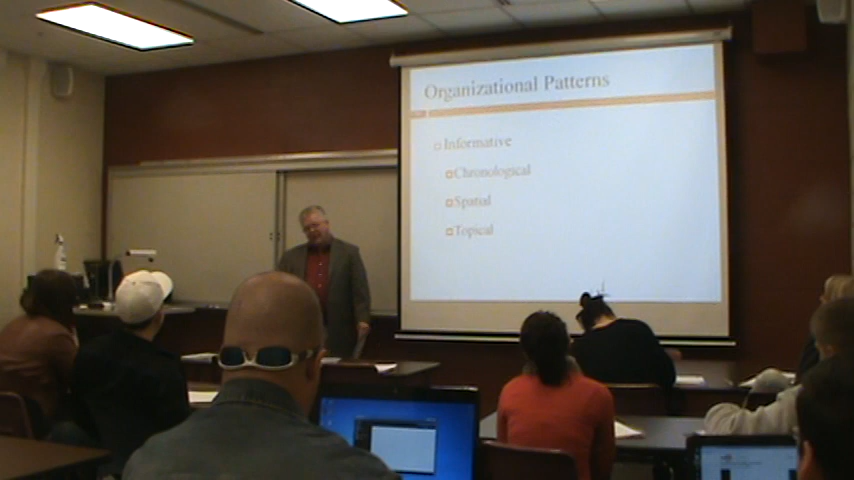 Organizational Patterns
Informative
Chronological
Spatial
Topical